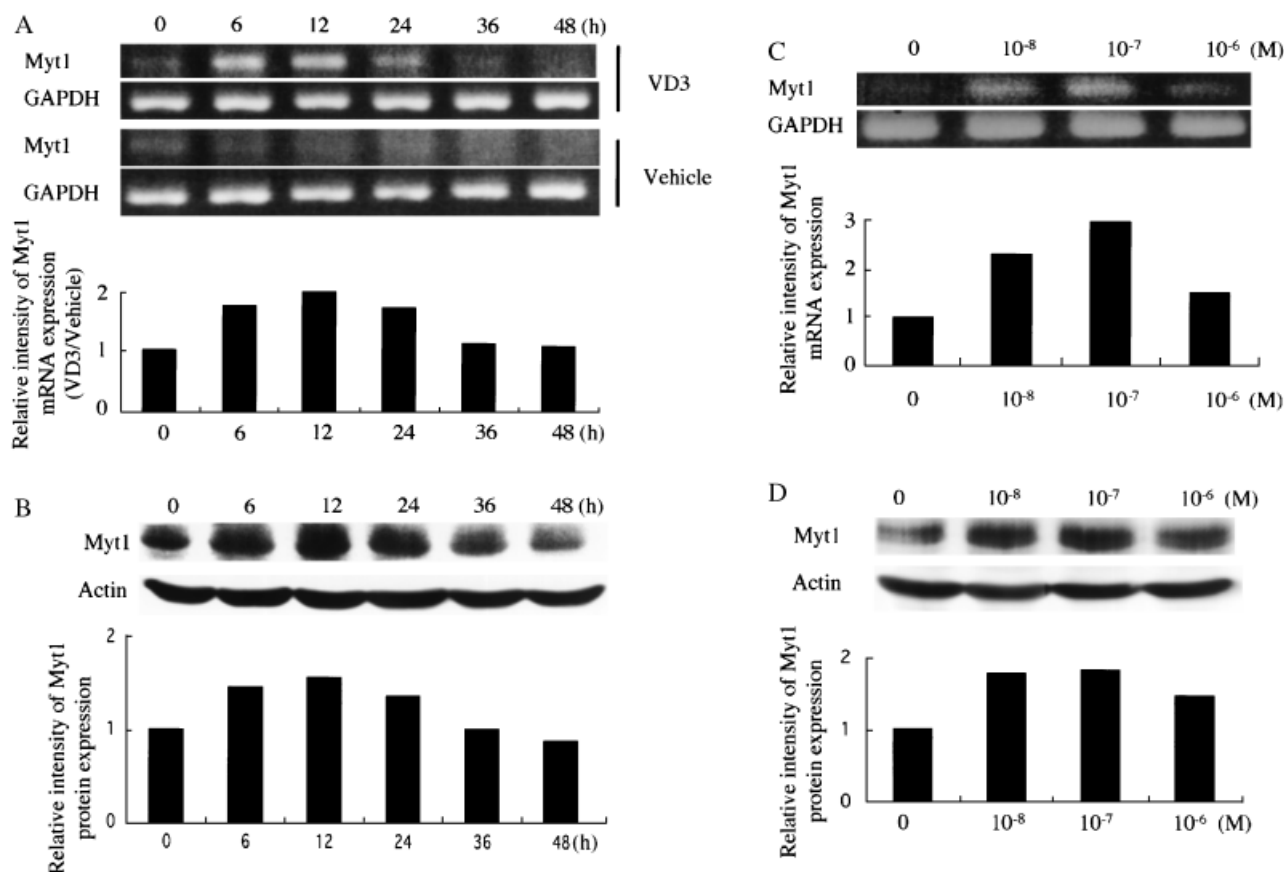 A
0 6 12 24 36 48 (h)
Myt1
GAPDH
VD3
Myt1
GAPDH
Vehicle
Relative intensity of Myt1
mRNA expression
(VD3/Vehicle)
2
1
0
0 6 12 24 36 48 (h)
B
0 6 12 24 36 48 (h)
Myt1
Actin
Relative intensity of Myt1
protein expression
2
1
0
0 6 12 24 36 48 (h)
C
0 10⁻⁸ 10⁻⁷ 10⁻⁶ (M)
Myt1
GAPDH
Relative intensity of Myt1
mRNA expression
3
2
1
0
0 10⁻⁸ 10⁻⁷ 10⁻⁶ (M)
D
0 10⁻⁸ 10⁻⁷ 10⁻⁶ (M)
Myt1
Actin
Relative intensity of Myt1
protein expression
2
1
0
0 10⁻⁸ 10⁻⁷ 10⁻⁶ (M)